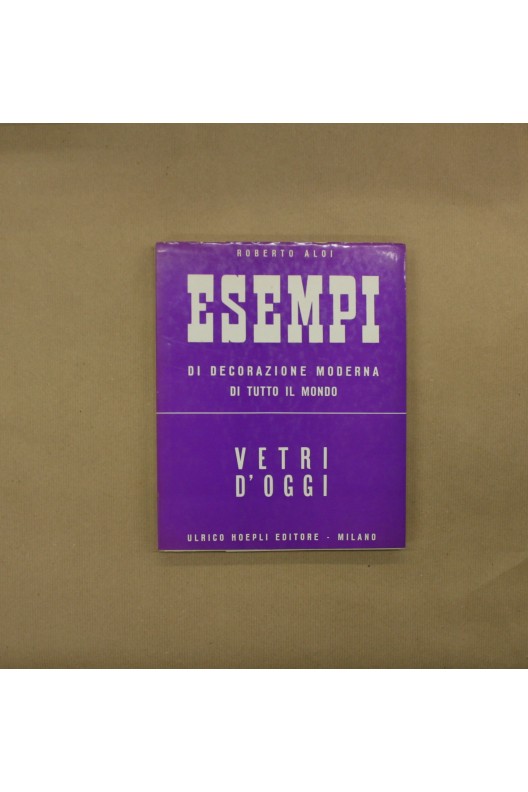 ROBERTO ALOI
ESEMPI
DI DECORAZIONE MODERNA
DI TUTTO IL MONDO
VETRI
D'OGGI
ULRICO HOEPLI EDITORE - MILANO